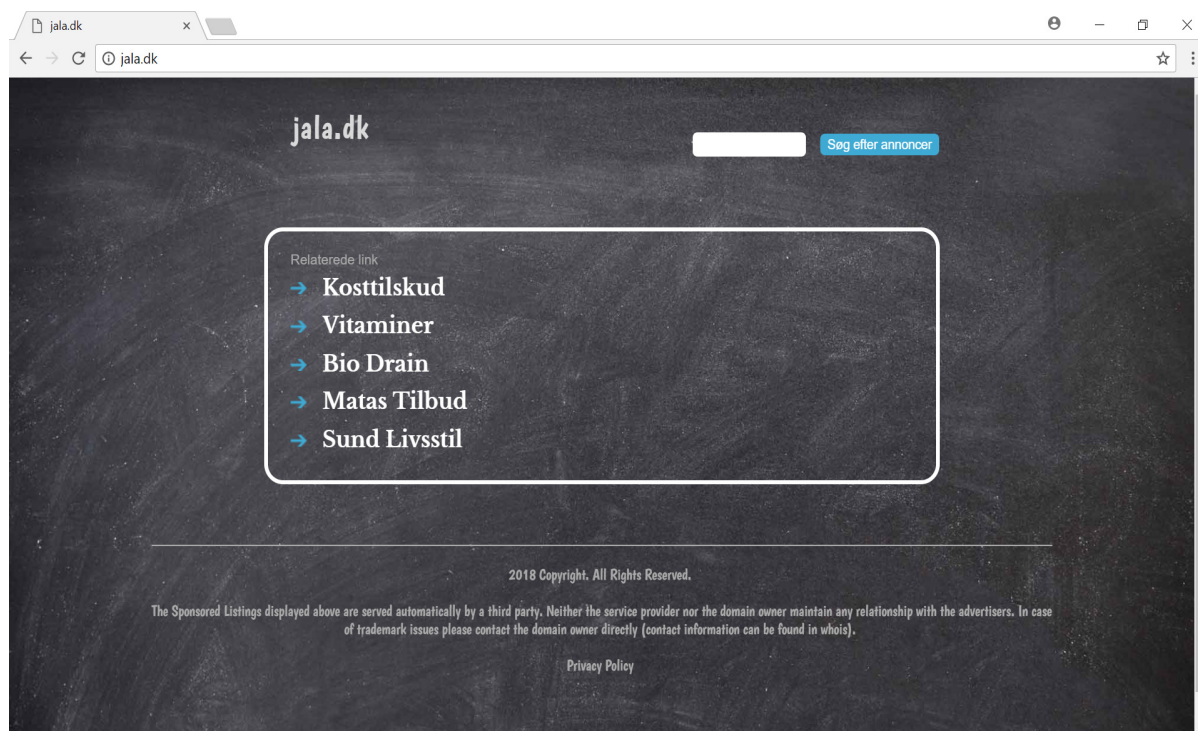 jala.dk
jala.dk
jala.dk
Søg efter annoncer
Relaterede link
Kosttilskud
Vitaminer
Bio Drain
Matas Tilbud
Sund Livsstil
2018 Copyright. All Rights Reserved.
The Sponsored Listings displayed above are served automatically by a third party. Neither the service provider nor the domain owner maintain any relationship with the advertisers. In case
of trademark issues please contact the domain owner directly (contact information can be found in whois).
Privacy Policy